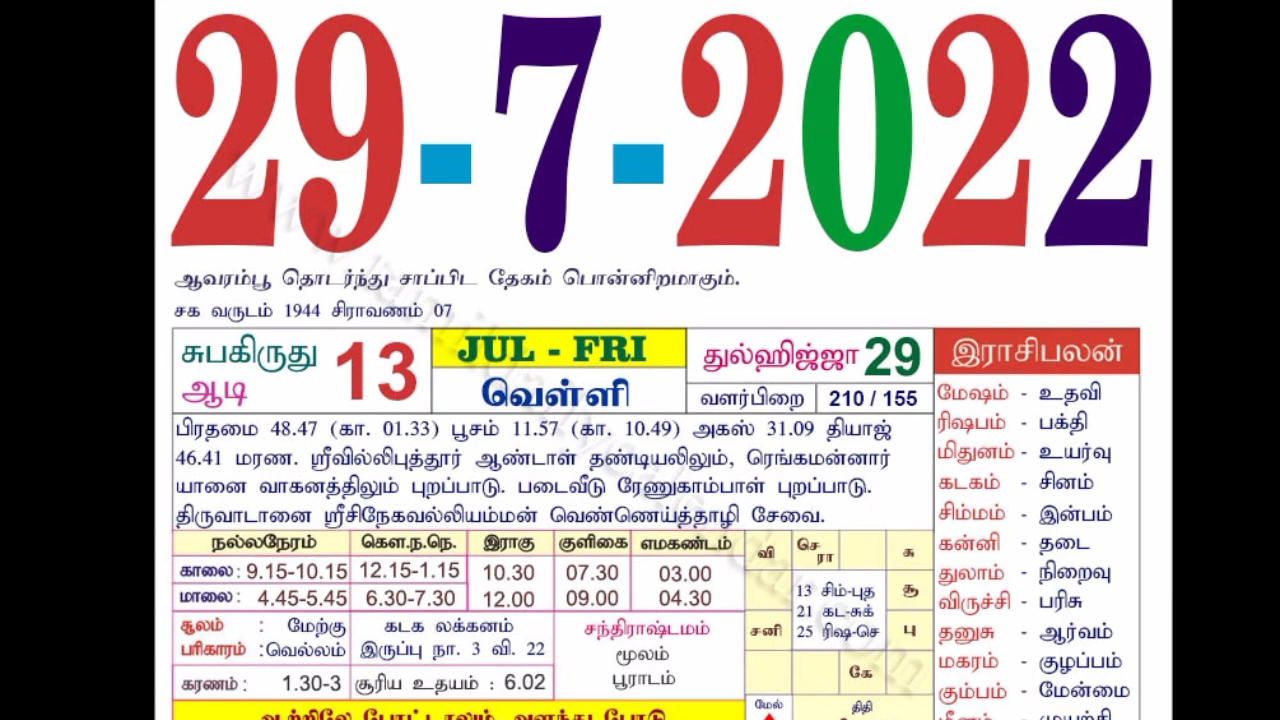 29-7-2022
ஆவரம்பூ தொடர்ந்து சாப்பிட தேகம் பொன்னிறமாகும்.
சக வருடம் 1944 சிராவணம் 07
சுபகிருது
ஆடி
13
JUL - FRI
வெள்ளி
துல்ஹிஜ்ஜா 29
வளர்பிறை 210 / 155
பிரதமை 48.47 (கா. 01.33) பூசம் 11.57 (கா. 10.49) அகஸ் 31.09 தியாஜ்
46.41 மரண. ஸ்ரீவில்லிபுத்தூர் ஆண்டாள் தண்டியலிலும், ரெங்கமன்னார்
யானை வாகனத்திலும் புறப்பாடு. படைவீடு ரேணுகாம்பாள் புறப்பாடு.
திருவாடானை ஸ்ரீசிநேகவல்லியம்மன் வெண்ணெய்த்தாழி சேவை.
நல்லநேரம் கௌ.ந.நெ. இராகு குளிகை எமகண்டம்
காலை : 9.15-10.15 12.15-1.15 10.30 07.30 03.00
மாலை : 4.45-5.45 6.30-7.30 12.00 09.00 04.30
சூலம் : மேற்கு
பரிகாரம் :வெல்லம்
கடக லக்கனம்
இருப்பு நா. 3 வி. 22
சந்திராஷ்டமம்
மூலம்
பூராடம்
கரணம் : 1.30-3 சூரிய உதயம் : 6.02
வி செ ரா சு
சூ
சனி பு
கே
13 சிம்-புத
21 கட-சுக்
25 ரிஷ-செ
மேல் திதி
இராசிபலன்
மேஷம் - உதவி
ரிஷபம் - பக்தி
மிதுனம் - உயர்வு
கடகம் - சினம்
சிம்மம் - இன்பம்
கன்னி - தடை
துலாம் - நிறைவு
விருச்சி - பரிசு
தனுசு - ஆர்வம்
மகரம் - குழப்பம்
கும்பம் - மேன்மை